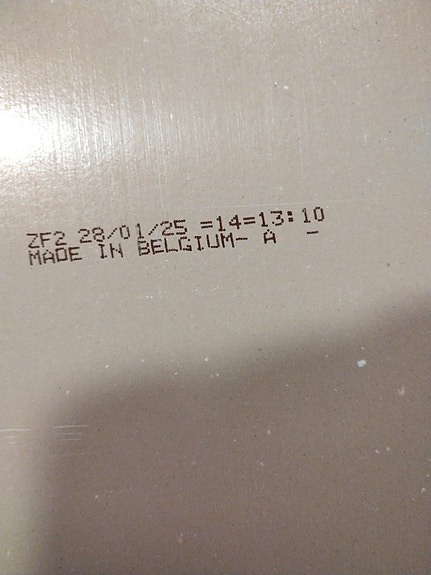 ZF2 28/01/25 =14=13:10
MADE IN BELGIUM- A -